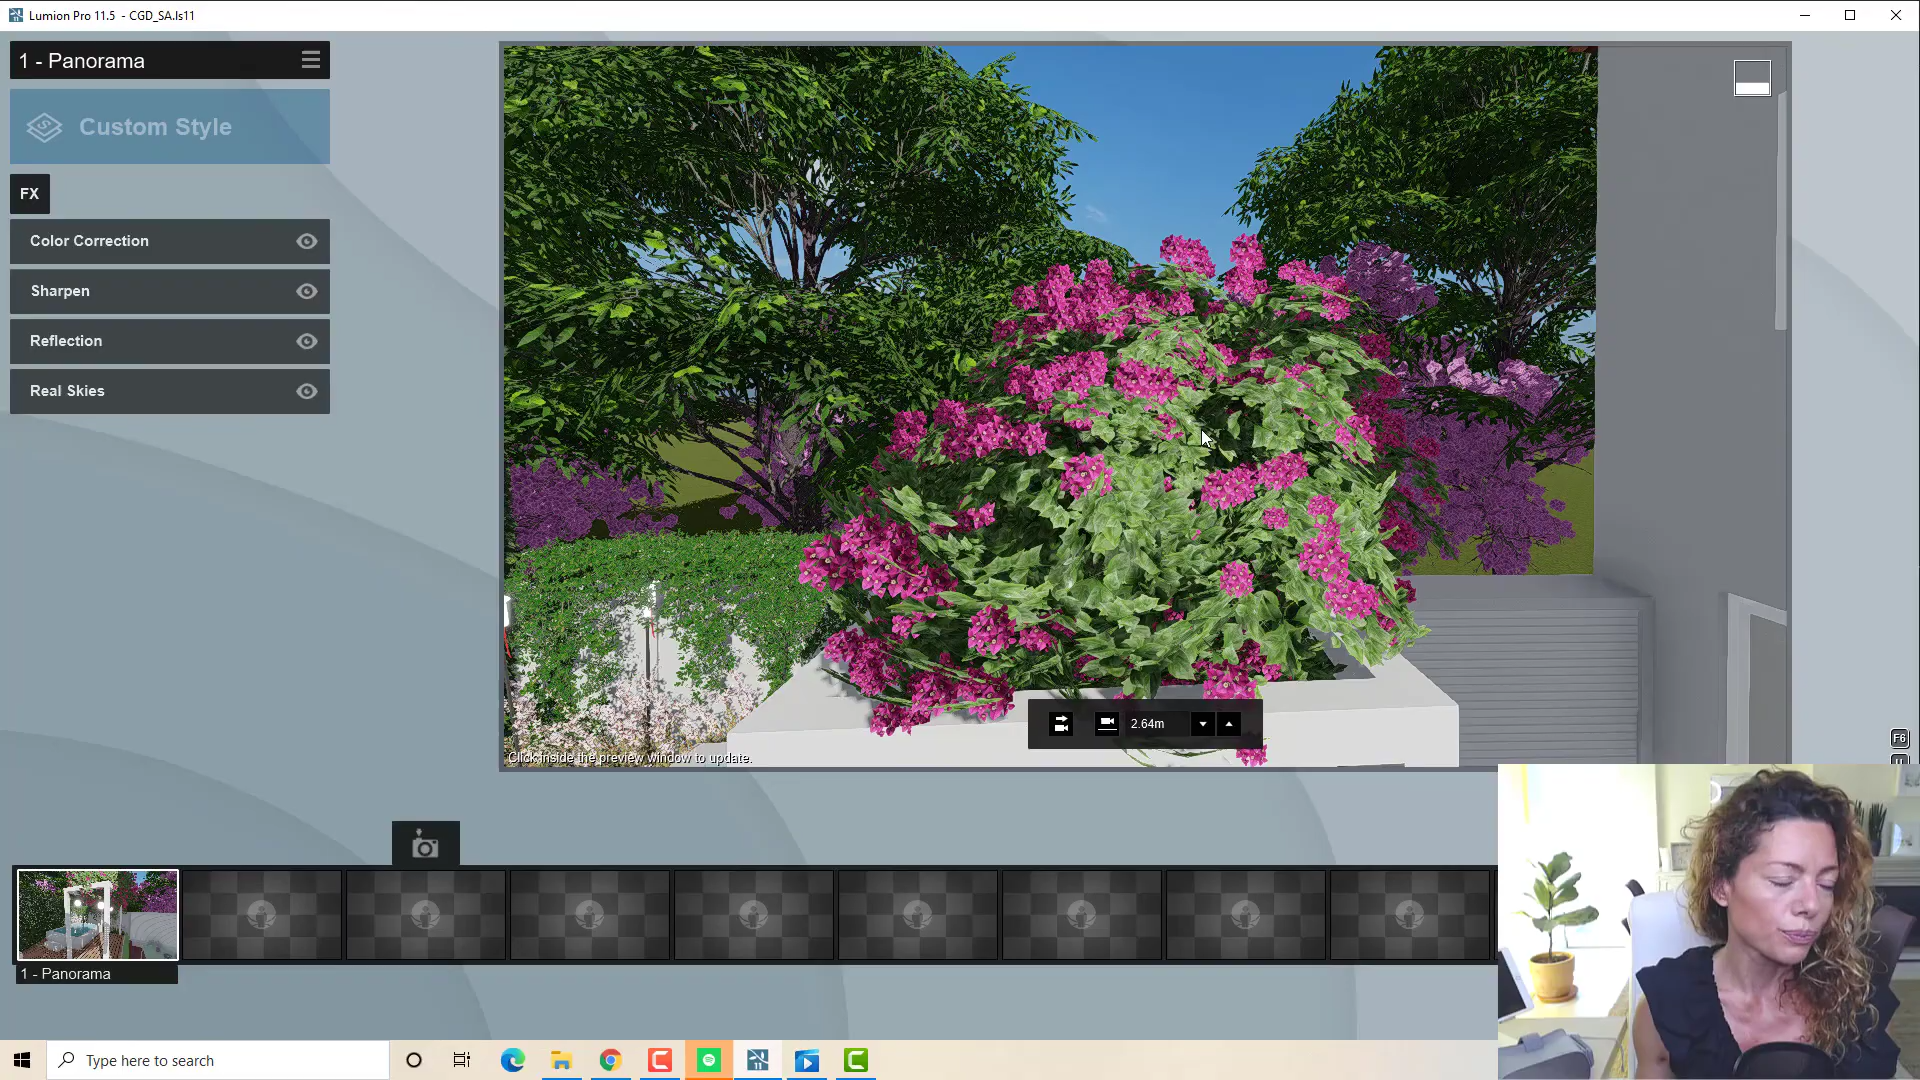 Lumion Pro 11.5 - CGD_SA.ls11
1 - Panorama
Custom Style
FX
Color Correction
Sharpen
Reflection
Real Skies
2.64m
Click inside the preview window to update.
F6
1 - Panorama
Type here to search